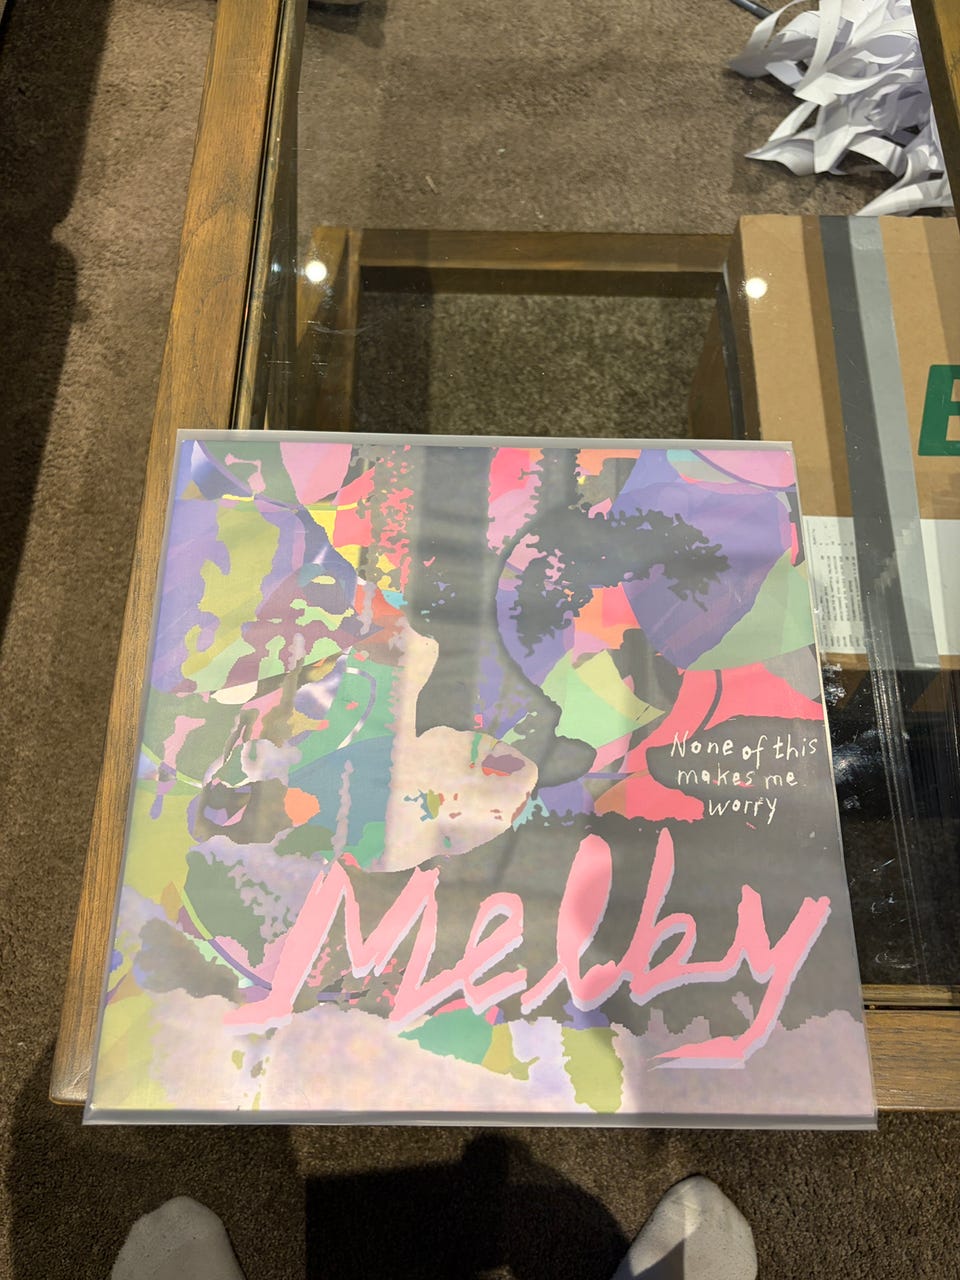 None of this
makes me
worry
Melby